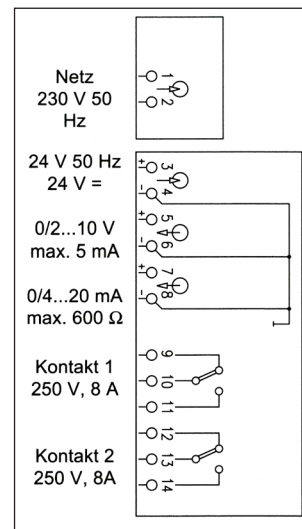 Netz
230 V 50
Hz
1
2
24 V 50 Hz
24 V =
+ 3
- 4
0/2...10 V
max. 5 mA
+ 5
- 6
0/4...20 mA
max. 600 Ω
+ 7
- 8
Kontakt 1
250 V, 8 A
9
10
11
Kontakt 2
250 V, 8A
12
13
14